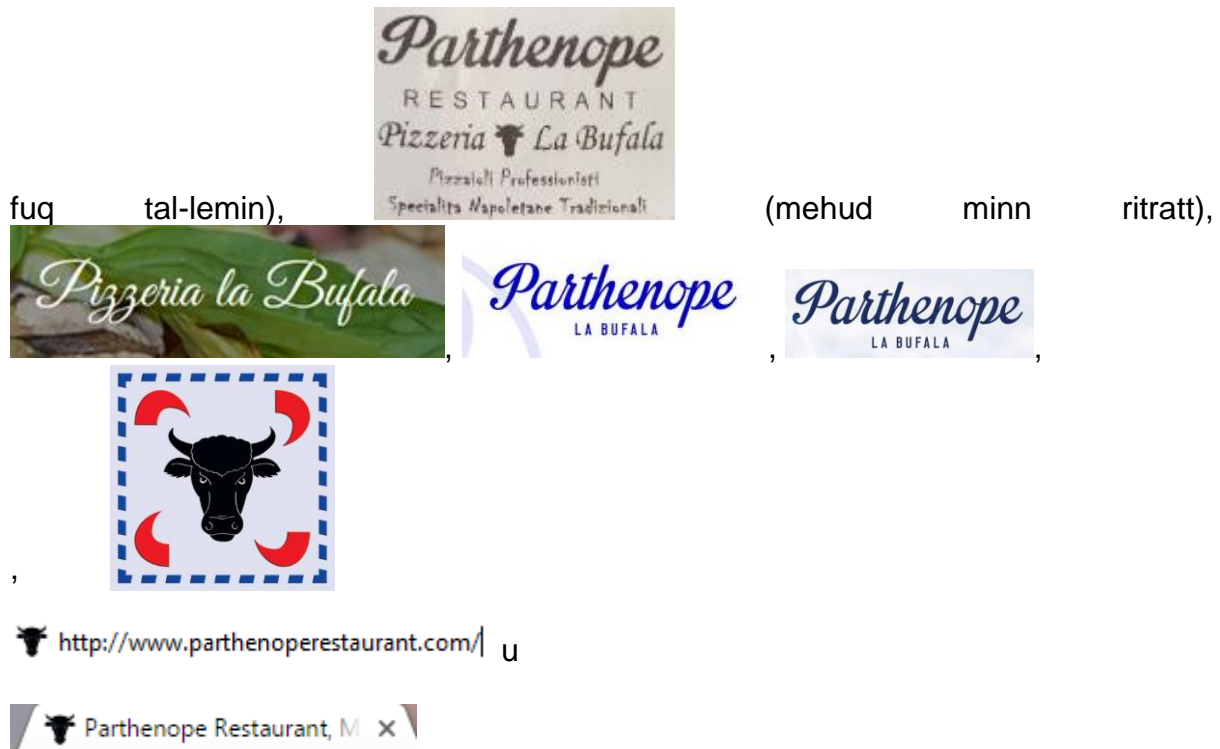 Parthenope
RESTAURANT
Pizzeria La Bufala
Pizzaioli Professionisti
Specialita Napoletane Tradizionali
fuq tal-lemin), (mehud minn ritratt),
Pizzeria la Bufala, Parthenope, Parthenope,
LA BUFALA LA BUFALA
,
http://www.parthenoperestaurant.com/ u
Parthenope Restaurant, M